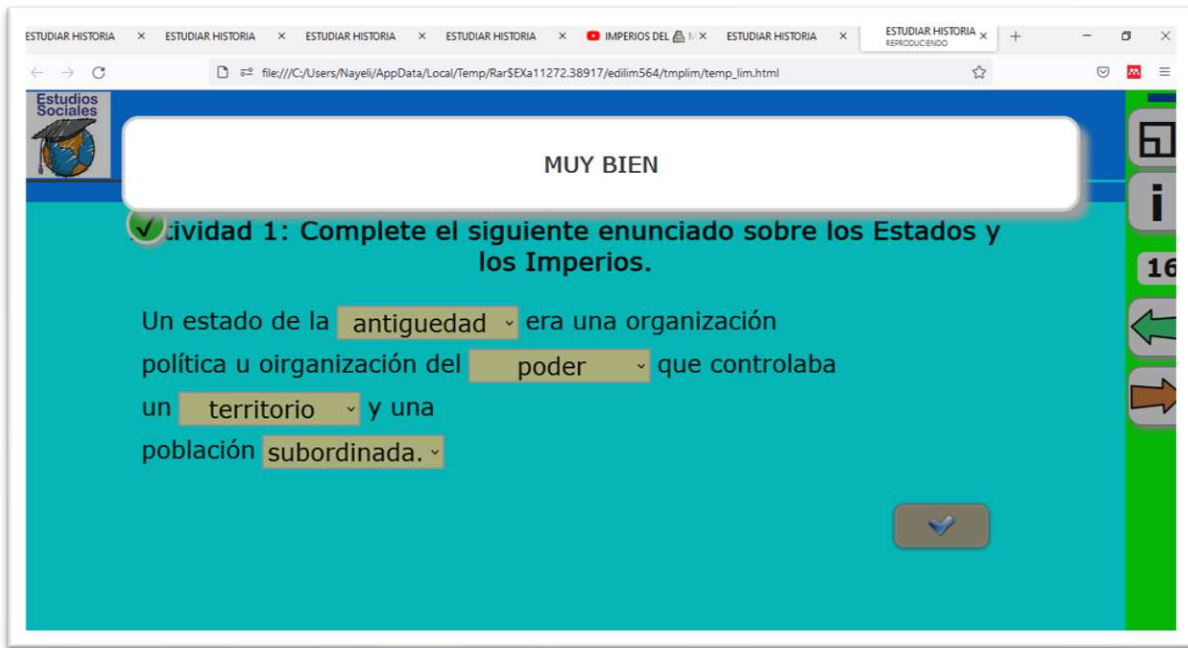 ESTUDIAR HISTORIA × ESTUDIAR HISTORIA × ESTUDIAR HISTORIA × ESTUDIAR HISTORIA × IMPERIOS DEL × ESTUDIAR HISTORIA × ESTUDIAR HISTORIA × +
REPRODUCIENDO
file:///C:/Users/Nayeli/AppData/Local/Temp/Rar$EXa11272.38917/edilim564/tmplim/temp_lim.html
Estudios
Sociales
MUY BIEN
tividad 1: Complete el siguiente enunciado sobre los Estados y
los Imperios.
Un estado de la antiguedad era una organización
política u oirganización del poder que controlaba
un territorio y una
población subordinada.
i
16